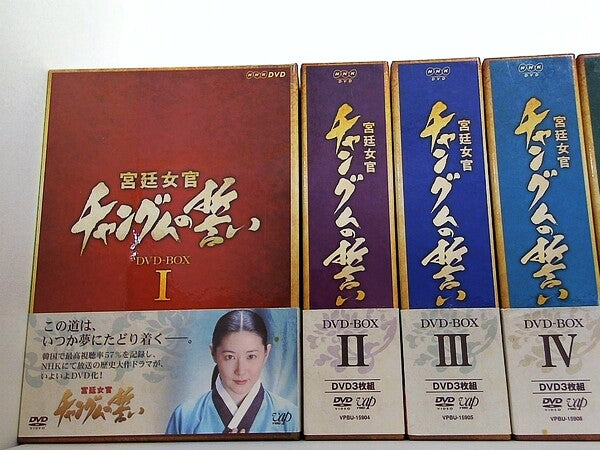 NHK DVD
宮廷女官
チャングムの誓い
DVD-BOX
I
この道は、
いつか夢にたどり着く──。
韓国で最高視聴率57%を記録し、
NHKにて放送の歴史大作ドラマが、
いよいよDVD化!
宮廷女官
チャングムの誓い
DVD
VIDEO
vap
NHK
DVD
宮廷女官
チャングムの誓い
DVD-BOX
II
DVD3枚組
DVD
VIDEO
vap
VPBU-15904
NHK
DVD
宮廷女官
チャングムの誓い
DVD-BOX
III
DVD3枚組
DVD
VIDEO
vap
VPBU-15905
NHK
DVD
宮廷女官
チャングムの誓い
DVD-BOX
IV
DVD3枚組
DVD
VIDEO
vap
VPBU-15906